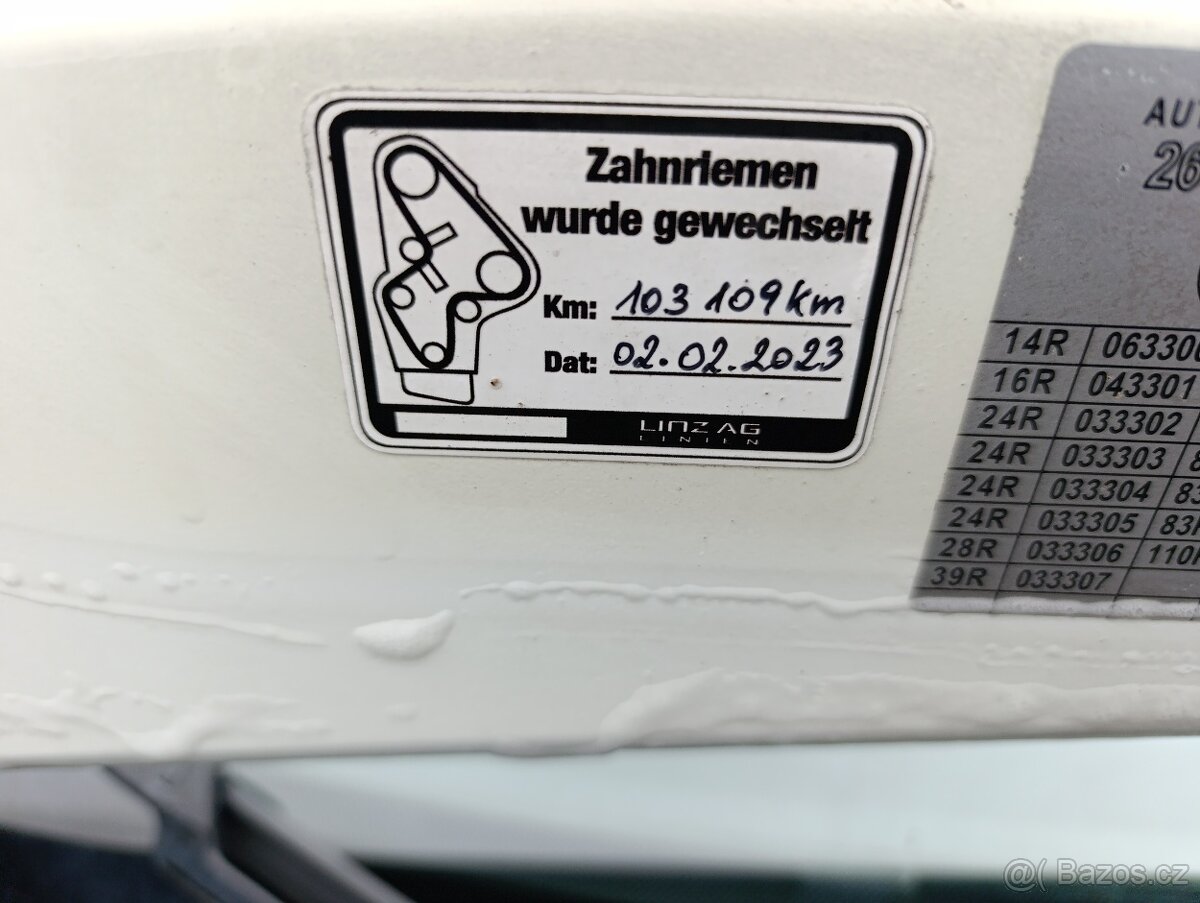 Zahnriemen
wurde gewechselt
Km: 103 109 km
Dat: 02.02.2023
LINZ AG
LINIEN
14R
16R 043301
24R 033302
24R 033303
24R 033304
24R 033305
28R 033306
39R 033307
@( Bazos.cz